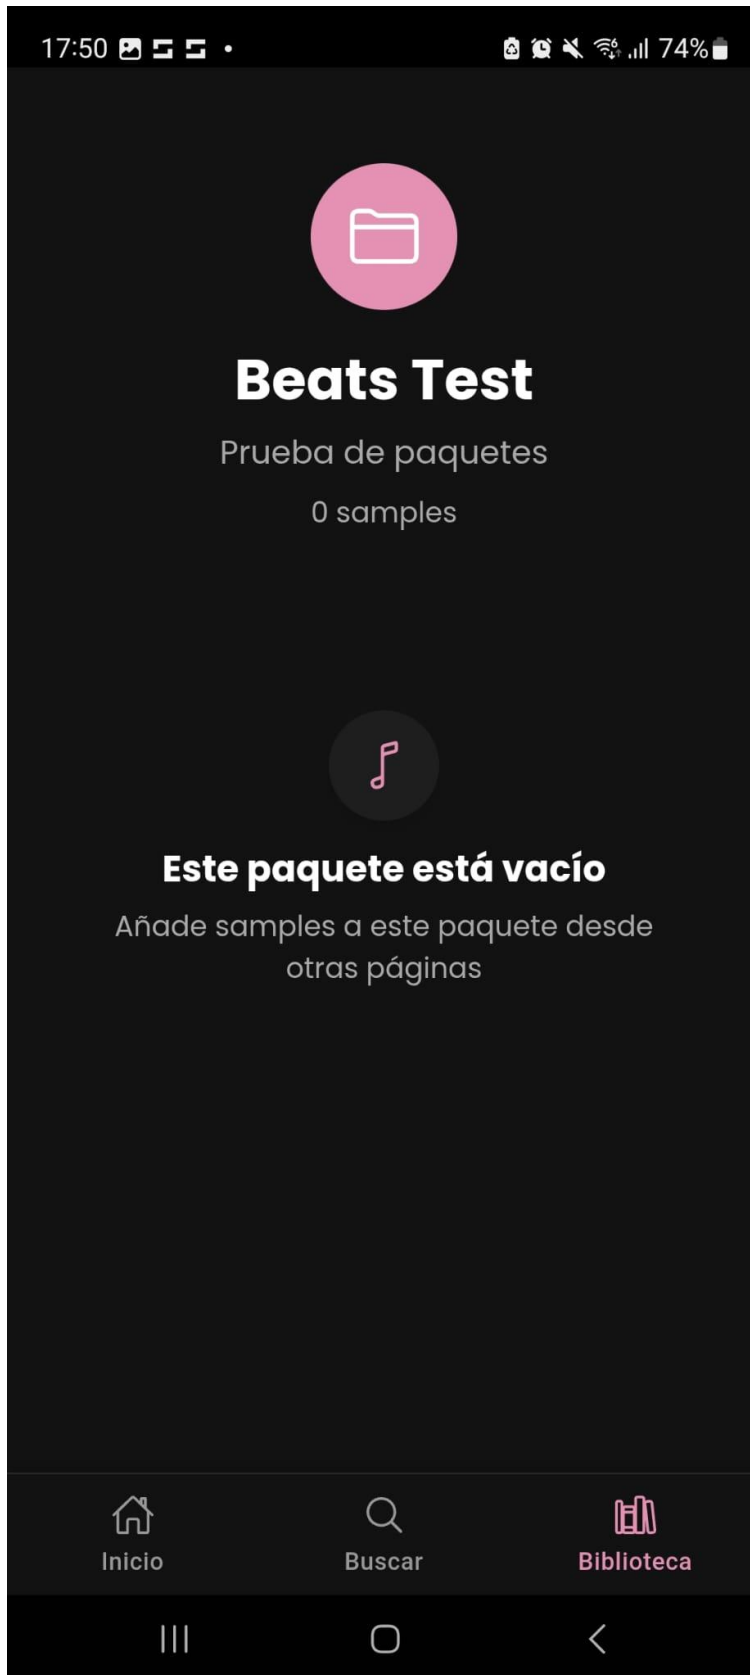 17:50 74%
Beats Test
Prueba de paquetes
0 samples
Este paquete está vacío
Añade samples a este paquete desde
otras páginas
Inicio Buscar Biblioteca